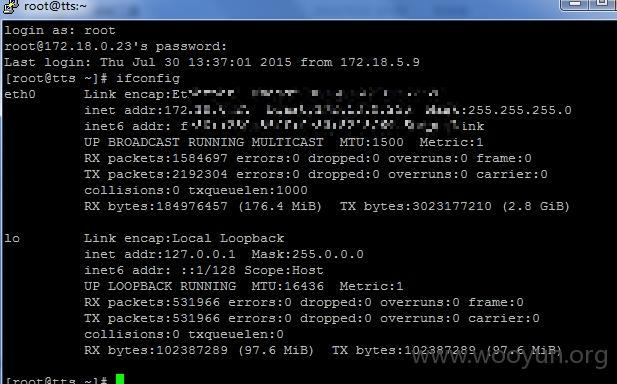 root@tts:~
login as: root
root@172.18.0.23's password:
Last login: Thu Jul 30 13:37:01 2015 from 172.18.5.9
[root@tts ~]# ifconfig
eth0 Link encap:Et
inet addr:172. :255.255.255.0
inet6 addr: f ink
UP BROADCAST RUNNING MULTICAST MTU:1500 Metric:1
RX packets:1584697 errors:0 dropped:0 overruns:0 frame:0
TX packets:2192304 errors:0 dropped:0 overruns:0 carrier:0
collisions:0 txqueuelen:1000
RX bytes:184976457 (176.4 MiB) TX bytes:3023177210 (2.8 GiB)
lo Link encap:Local Loopback
inet addr:127.0.0.1 Mask:255.0.0.0
inet6 addr: ::1/128 Scope:Host
UP LOOPBACK RUNNING MTU:16436 Metric:1
RX packets:531966 errors:0 dropped:0 overruns:0 frame:0
TX packets:531966 errors:0 dropped:0 overruns:0 carrier:0
collisions:0 txqueuelen:0
RX bytes:102387289 (97.6 MiB) TX bytes:102387289 (97.6 MiB)
www.wooyun.org
[root@tts ~]#